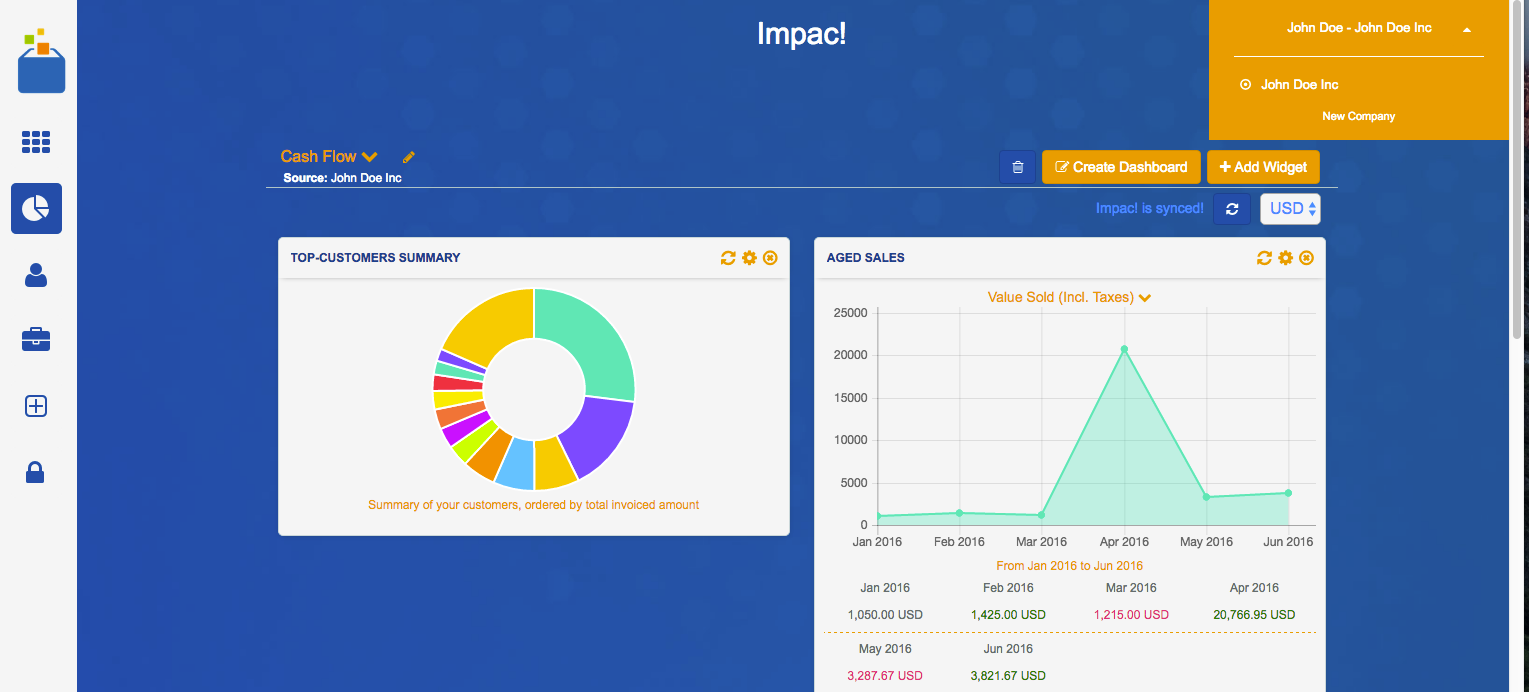 Impac!
John Doe - John Doe Inc
John Doe Inc
New Company
Cash Flow
Source: John Doe Inc
Create Dashboard
Add Widget
Impac! is synced!
USD
TOP-CUSTOMERS SUMMARY
Summary of your customers, ordered by total invoiced amount
AGED SALES
Value Sold (Incl. Taxes)
25000
20000
15000
10000
5000
0
Jan 2016 Feb 2016 Mar 2016 Apr 2016 May 2016 Jun 2016
From Jan 2016 to Jun 2016
Jan 2016 Feb 2016 Mar 2016 Apr 2016
1,050.00 USD 1,425.00 USD 1,215.00 USD 20,766.95 USD
May 2016 Jun 2016
3,287.67 USD 3,821.67 USD